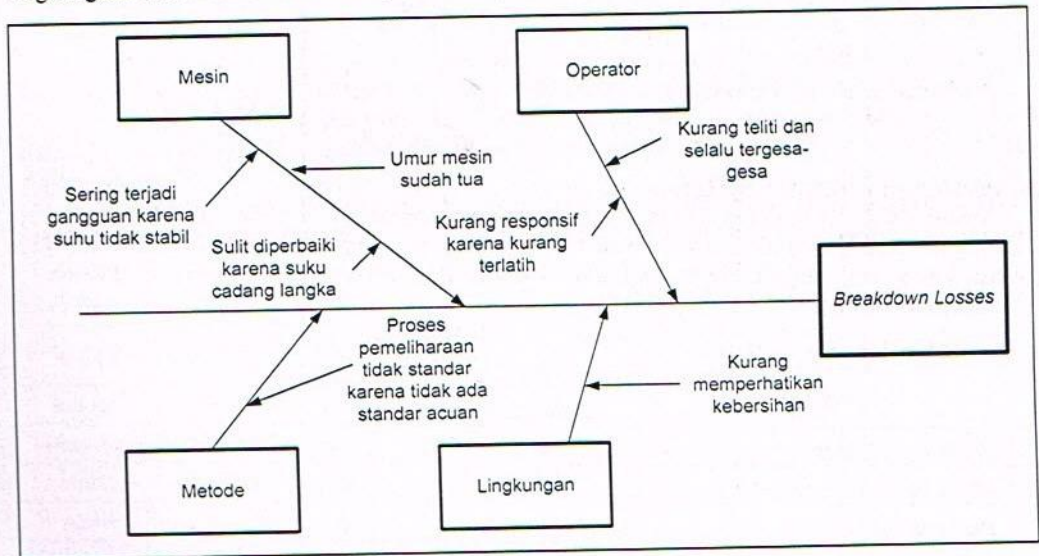 Mesin
Operator
Kurang teliti dan
selalu tergesa-
gesa
Umur mesin
sudah tua
Sering terjadi
gangguan karena
suhu tidak stabil
Kurang responsif
karena kurang
terlatih
Sulit diperbaiki
karena suku
cadang langka
Breakdown Losses
Proses
pemeliharaan
tidak standar
karena tidak ada
standar acuan
Kurang
memperhatikan
kebersihan
Metode
Lingkungan